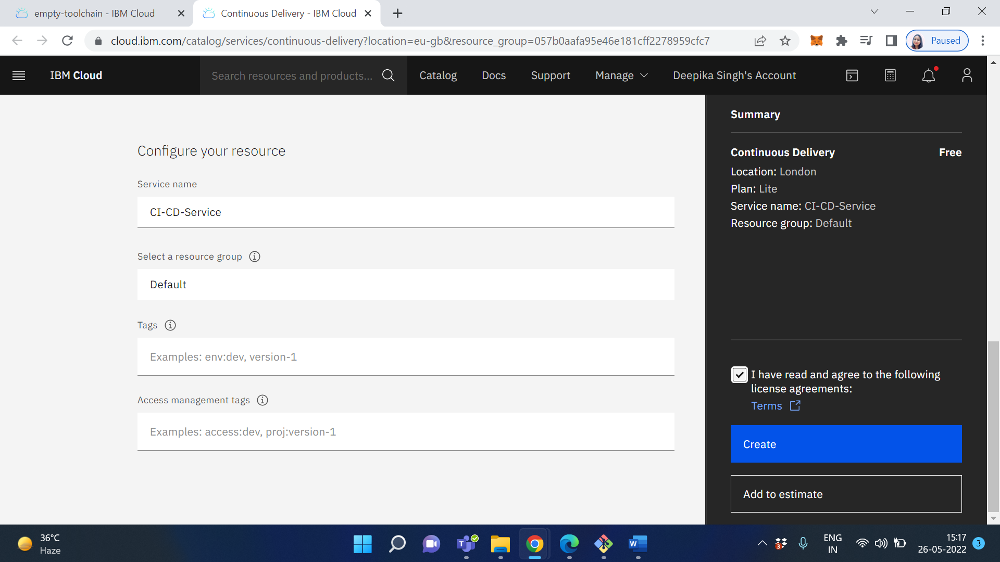 empty-toolchain - IBM Cloud
Continuous Delivery - IBM Cloud
cloud.ibm.com/catalog/services/continuous-delivery?location=eu-gb&resource_group=057b0aafa95e46e181cff2278959cfc7
Paused
IBM Cloud
Search resources and products...
Catalog
Docs
Support
Manage
Deepika Singh's Account
Configure your resource
Service name
CI-CD-Service
Select a resource group
Default
Tags
Examples: env:dev, version-1
Access management tags
Examples: access:dev, proj:version-1
Summary
Continuous Delivery Free
Location: London
Plan: Lite
Service name: CI-CD-Service
Resource group: Default
I have read and agree to the following
license agreements:
Terms
Create
Add to estimate
36°C
Haze
T
W
3
ENG
IN
15:17
26-05-2022
3